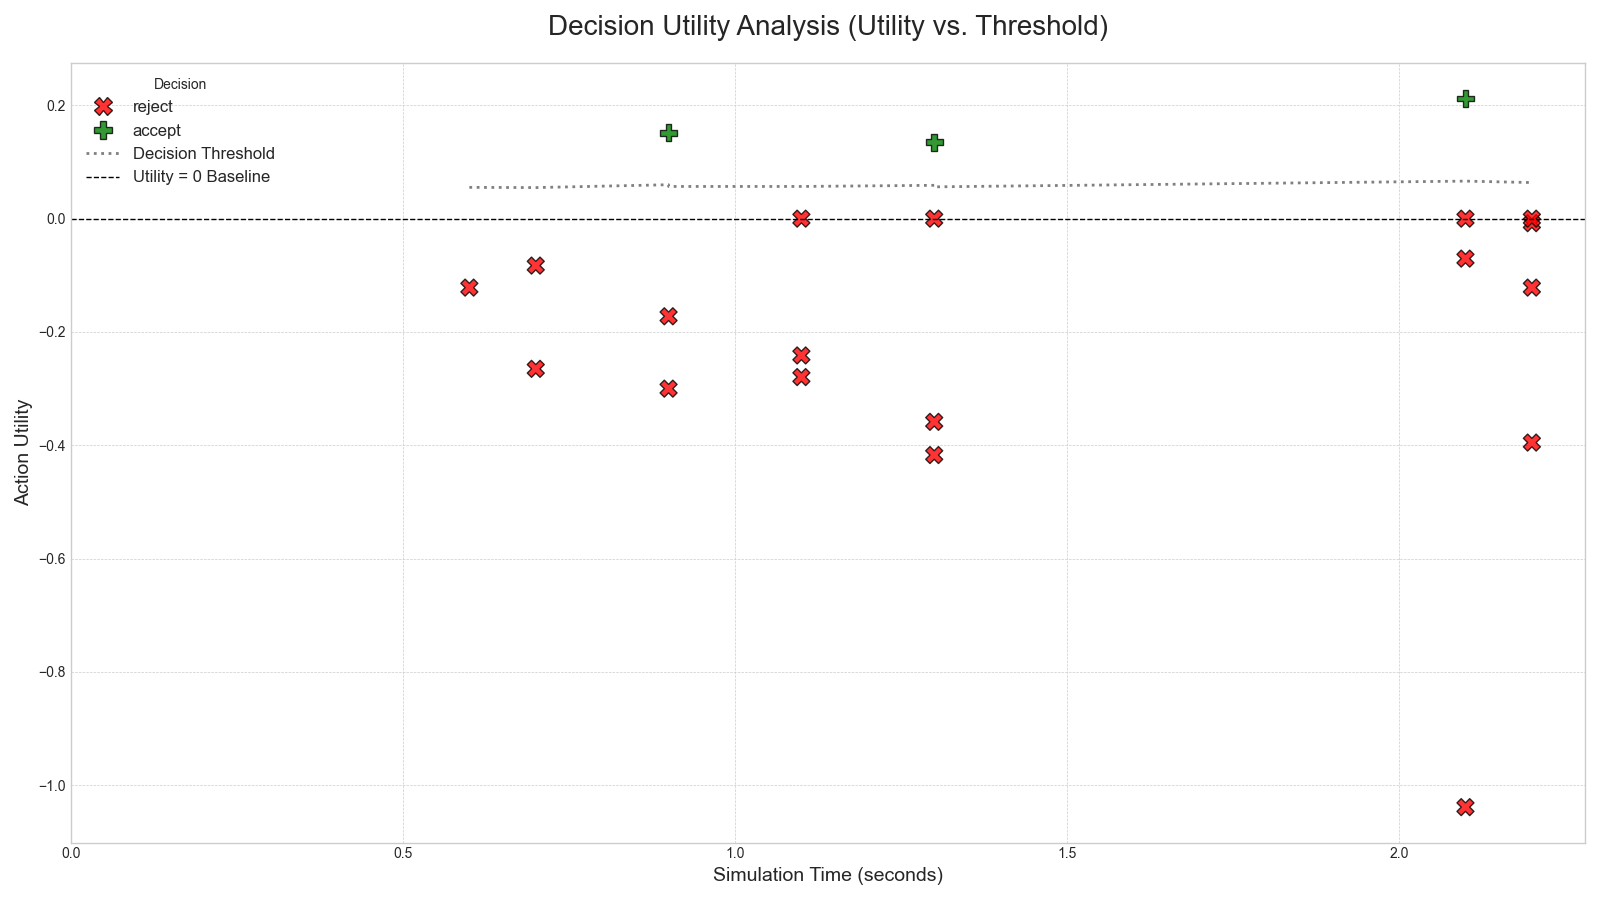 Decision Utility Analysis (Utility vs. Threshold)
Decision
reject
accept
Decision Threshold
Utility = 0 Baseline
Action Utility
0.2
0.0
−0.2
−0.4
−0.6
−0.8
−1.0
0.0 0.5 1.0 1.5 2.0
Simulation Time (seconds)